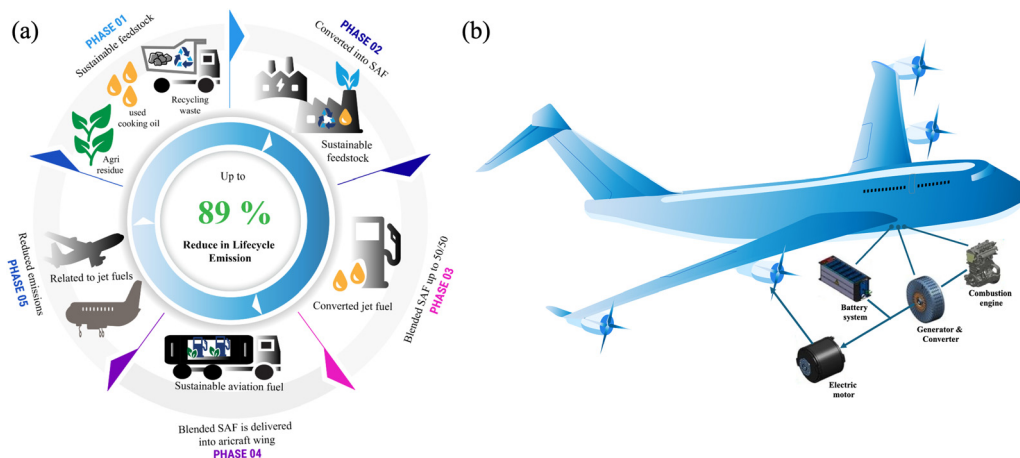 (a)
PHASE 01
Sustainable feedstock
used
cooking oil
Recycling
waste
Agri
residue
PHASE 02
Converted into SAF
Sustainable
feedstock
Up to
89 %
Reduce in Lifecycle
Emission
Converted jet fuel
Blended SAF up to 50/50
PHASE 03
Sustainable aviation fuel
Blended SAF is delivered
into aricraft wing
PHASE 04
Related to jet fuels
Reduced emissions
PHASE 05
(b)
Battery
system
Combustion
engine
Generator &
Converter
Electric
motor